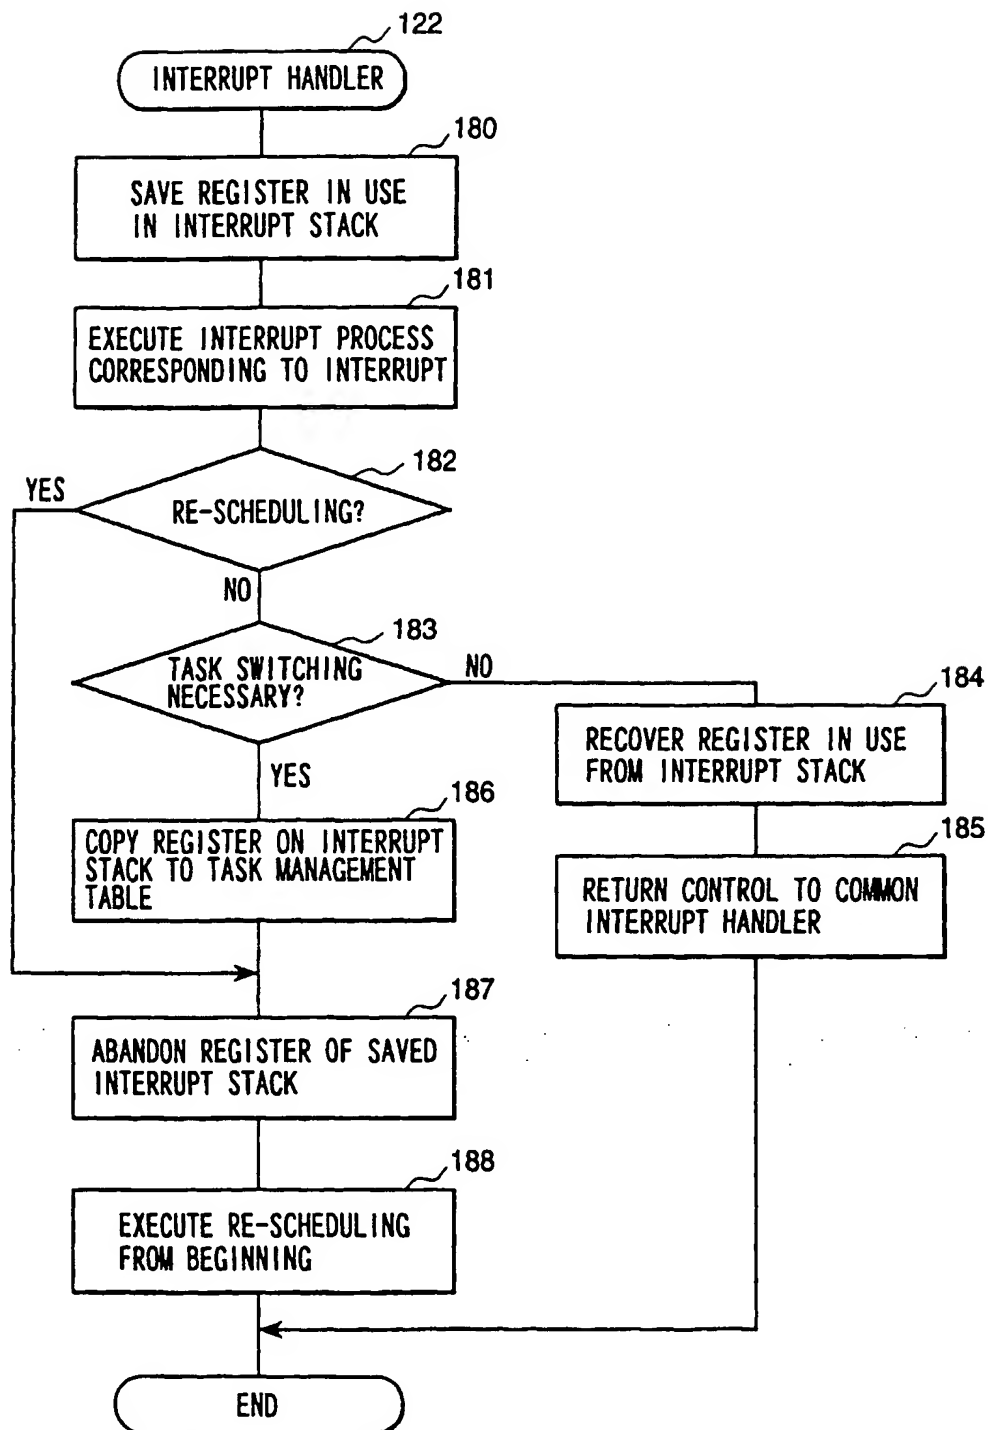 122
INTERRUPT HANDLER
180
SAVE REGISTER IN USE
IN INTERRUPT STACK
181
EXECUTE INTERRUPT PROCESS
CORRESPONDING TO INTERRUPT
182
YES
RE-SCHEDULING?
NO
183
TASK SWITCHING
NECESSARY?
NO
184
RECOVER REGISTER IN USE
FROM INTERRUPT STACK
YES
186
COPY REGISTER ON INTERRUPT
STACK TO TASK MANAGEMENT
TABLE
185
RETURN CONTROL TO COMMON
INTERRUPT HANDLER
187
ABANDON REGISTER OF SAVED
INTERRUPT STACK
188
EXECUTE RE-SCHEDULING
FROM BEGINNING
END